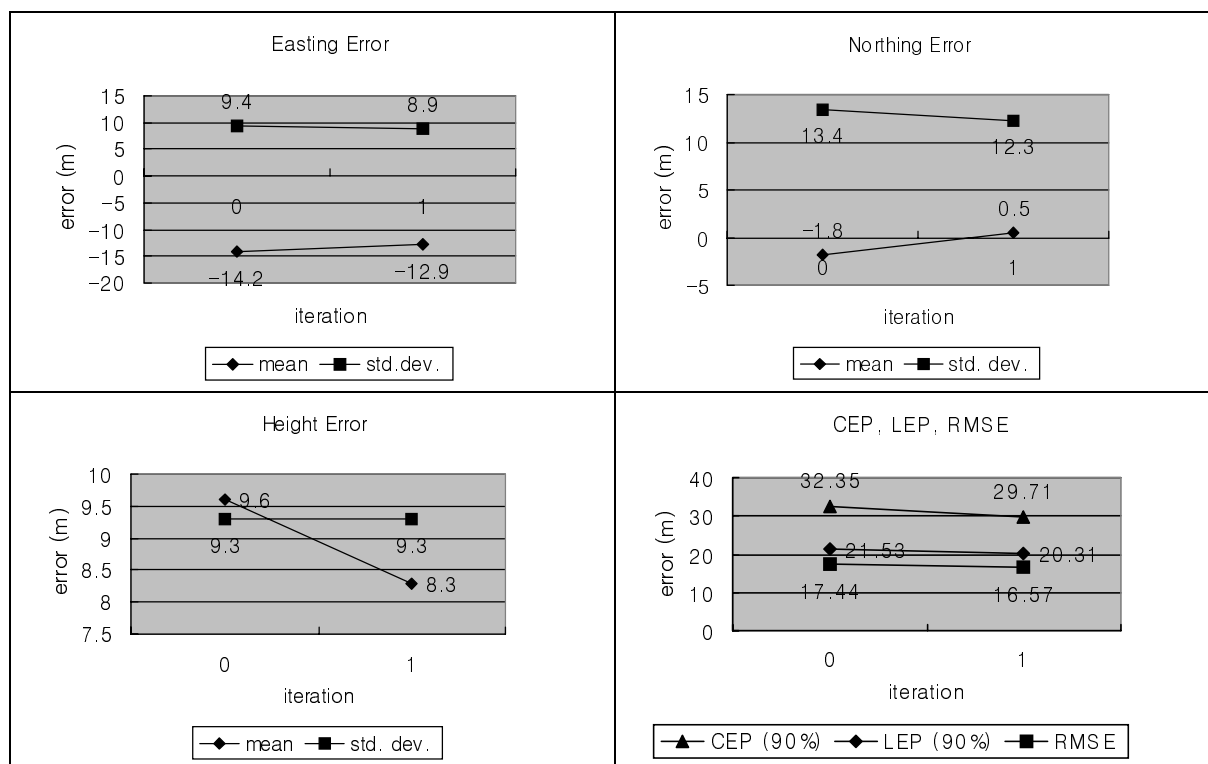 Easting Error
15
10
5
0
−5
−10
−15
−20
error (m)
9.4
8.9
0
1
−14.2
−12.9
iteration
mean
std.dev.
Northing Error
15
10
5
0
−5
error (m)
13.4
12.3
−1.8
0.5
0
1
iteration
mean
std. dev.
Height Error
10
9.5
9
8.5
8
7.5
error (m)
9.6
9.3
9.3
8.3
0
1
iteration
mean
std. dev.
CEP, LEP, RMSE
40
30
20
10
0
error (m)
32.35
29.71
21.53
20.31
17.44
16.57
0
1
iteration
CEP (90%)
LEP (90%)
RMSE